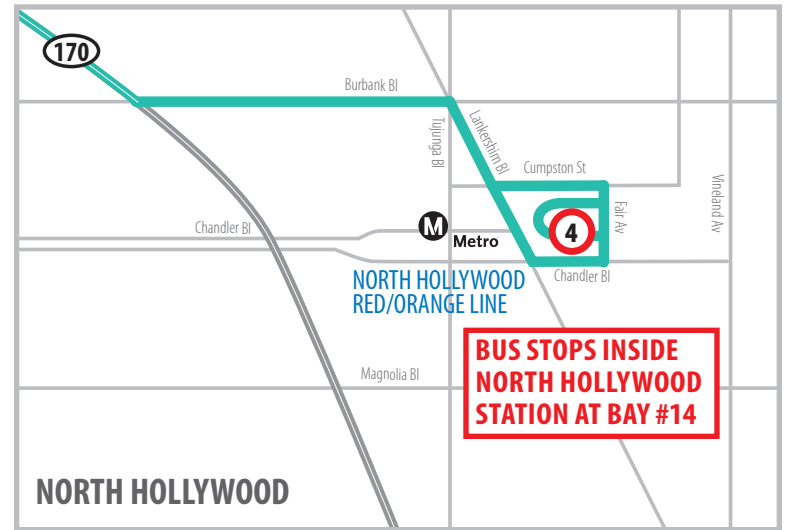 170
Burbank Bl
Tujunga Bl
Lankershim Bl
Cumpston St
Fair Av
Vineland Av
Chandler Bl
M
Metro
4
NORTH HOLLYWOOD
RED/ORANGE LINE
Chandler Bl
BUS STOPS INSIDE
NORTH HOLLYWOOD
STATION AT BAY #14
Magnolia Bl
NORTH HOLLYWOOD